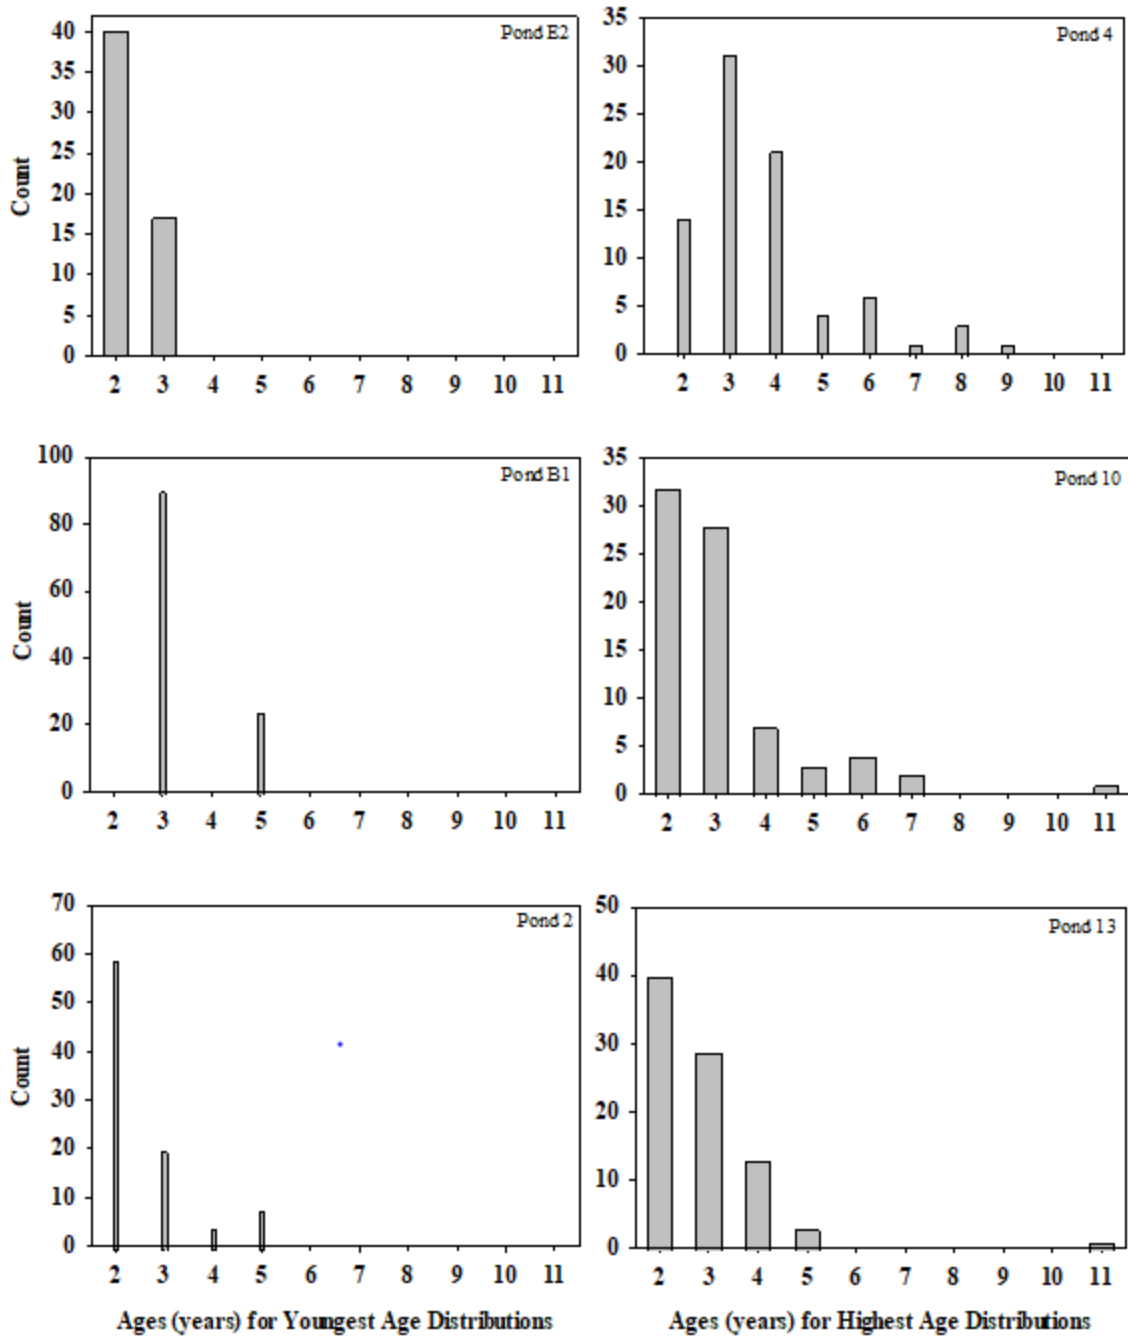 Pond E2
40
35
30
25
20
15
10
5
0
Count
2 3 4 5 6 7 8 9 10 11
Pond 4
35
30
25
20
15
10
5
0
2 3 4 5 6 7 8 9 10 11
Pond B1
100
80
60
40
20
0
Count
2 3 4 5 6 7 8 9 10 11
Pond 10
35
30
25
20
15
10
5
0
2 3 4 5 6 7 8 9 10 11
Pond 2
70
60
50
40
30
20
10
0
Count
2 3 4 5 6 7 8 9 10 11
Ages (years) for Youngest Age Distributions
Pond 13
50
40
30
20
10
0
2 3 4 5 6 7 8 9 10 11
Ages (years) for Highest Age Distributions